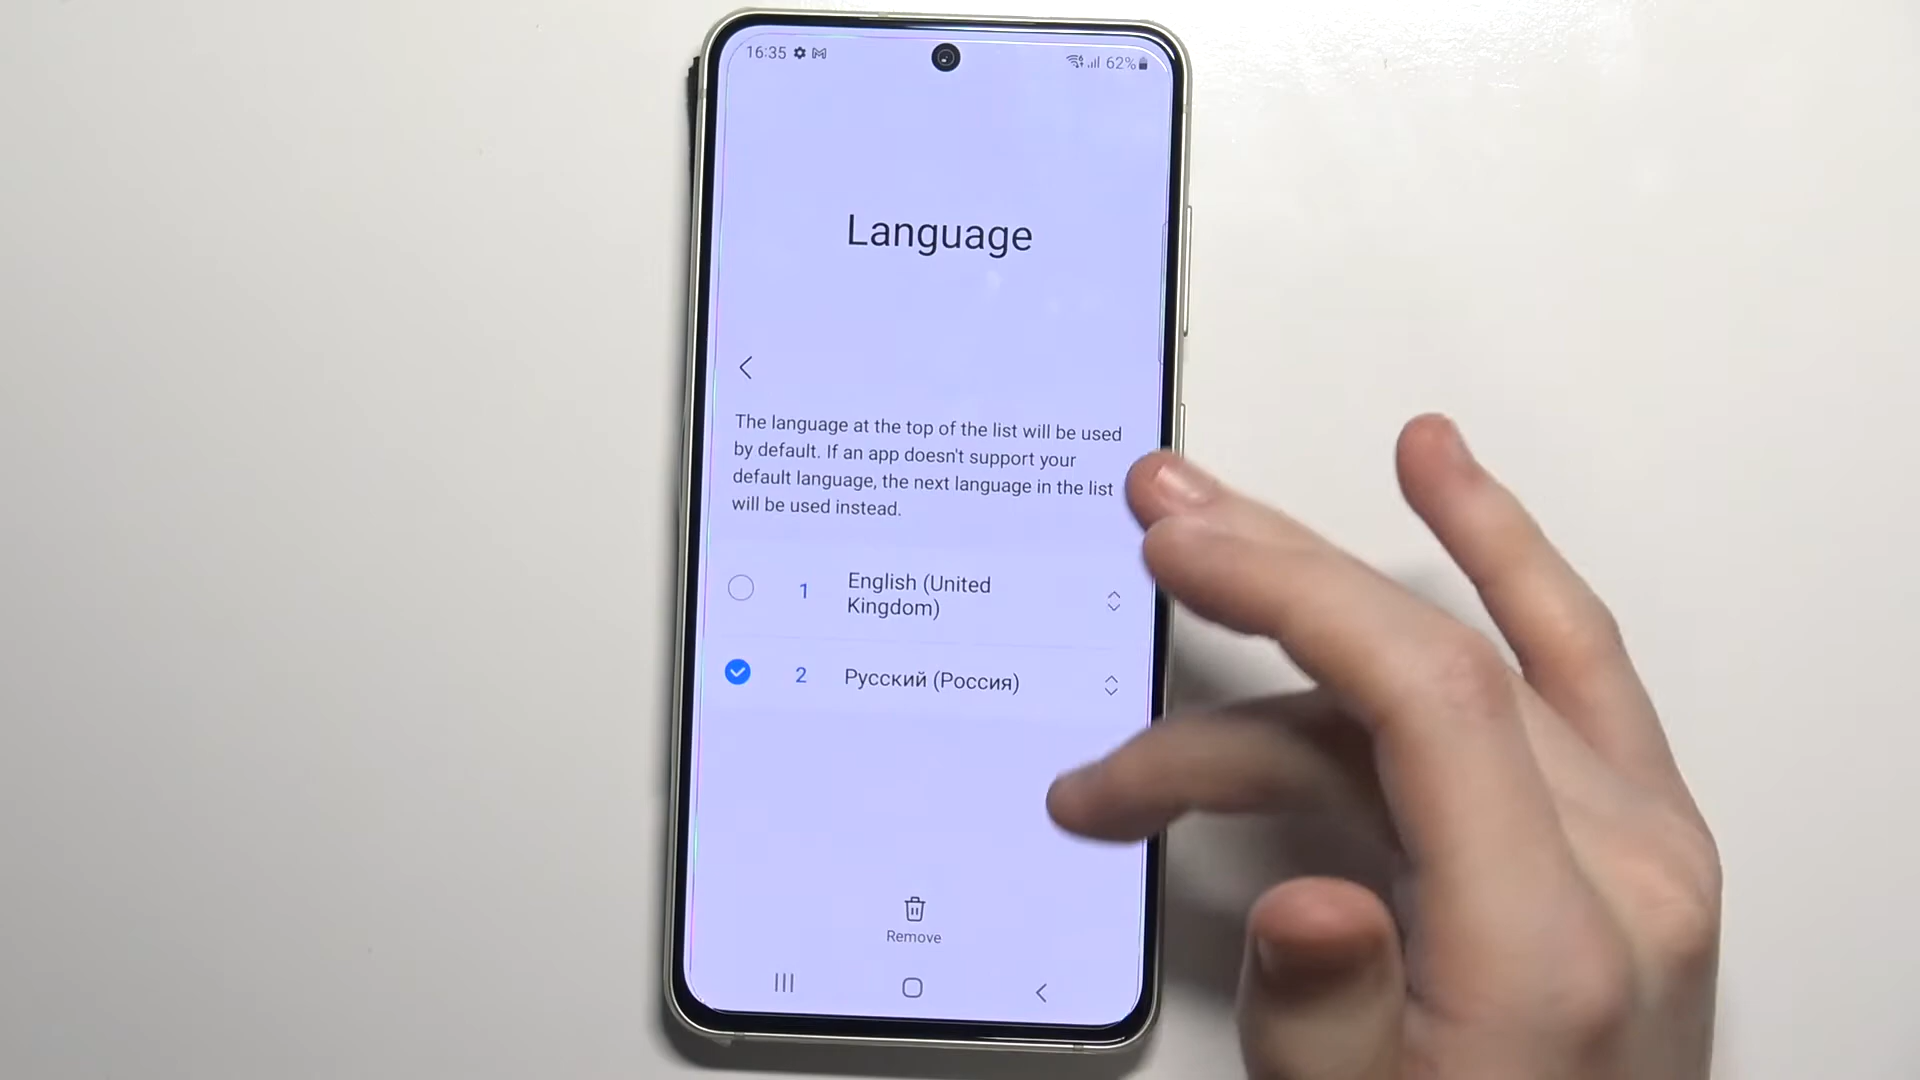 16:35
62%
Language
The language at the top of the list will be used
by default. If an app doesn't support your
default language, the next language in the list
will be used instead.
1 English (United
Kingdom)
2 Русский (Россия)
Remove